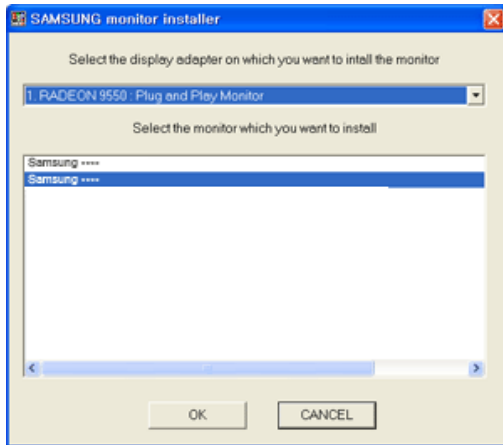 SAMSUNG monitor installer
Select the display adapter on which you want to intall the monitor
1. RADEON 9550 : Plug and Play Monitor
Select the monitor which you want to install
Samsung ----
Samsung ----
OK
CANCEL